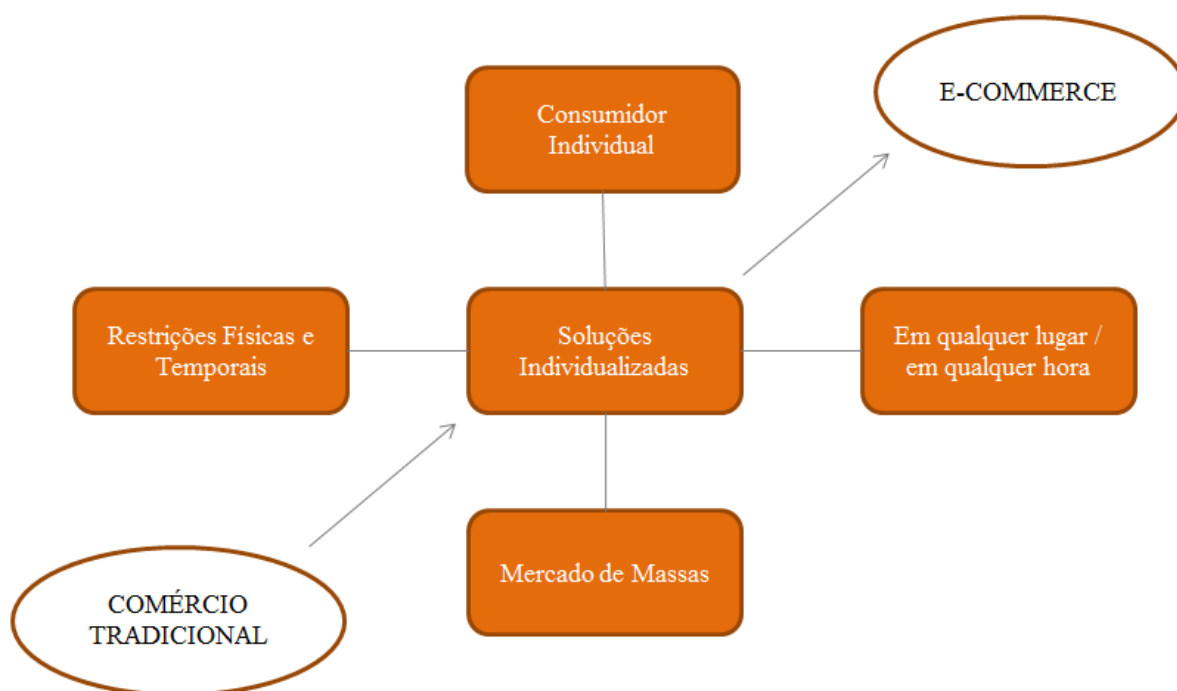 E-COMMERCE
Consumidor
Individual
Restrições Físicas e
Temporais
Soluções
Individualizadas
Em qualquer lugar /
em qualquer hora
Mercado de Massas
COMÉRCIO
TRADICIONAL